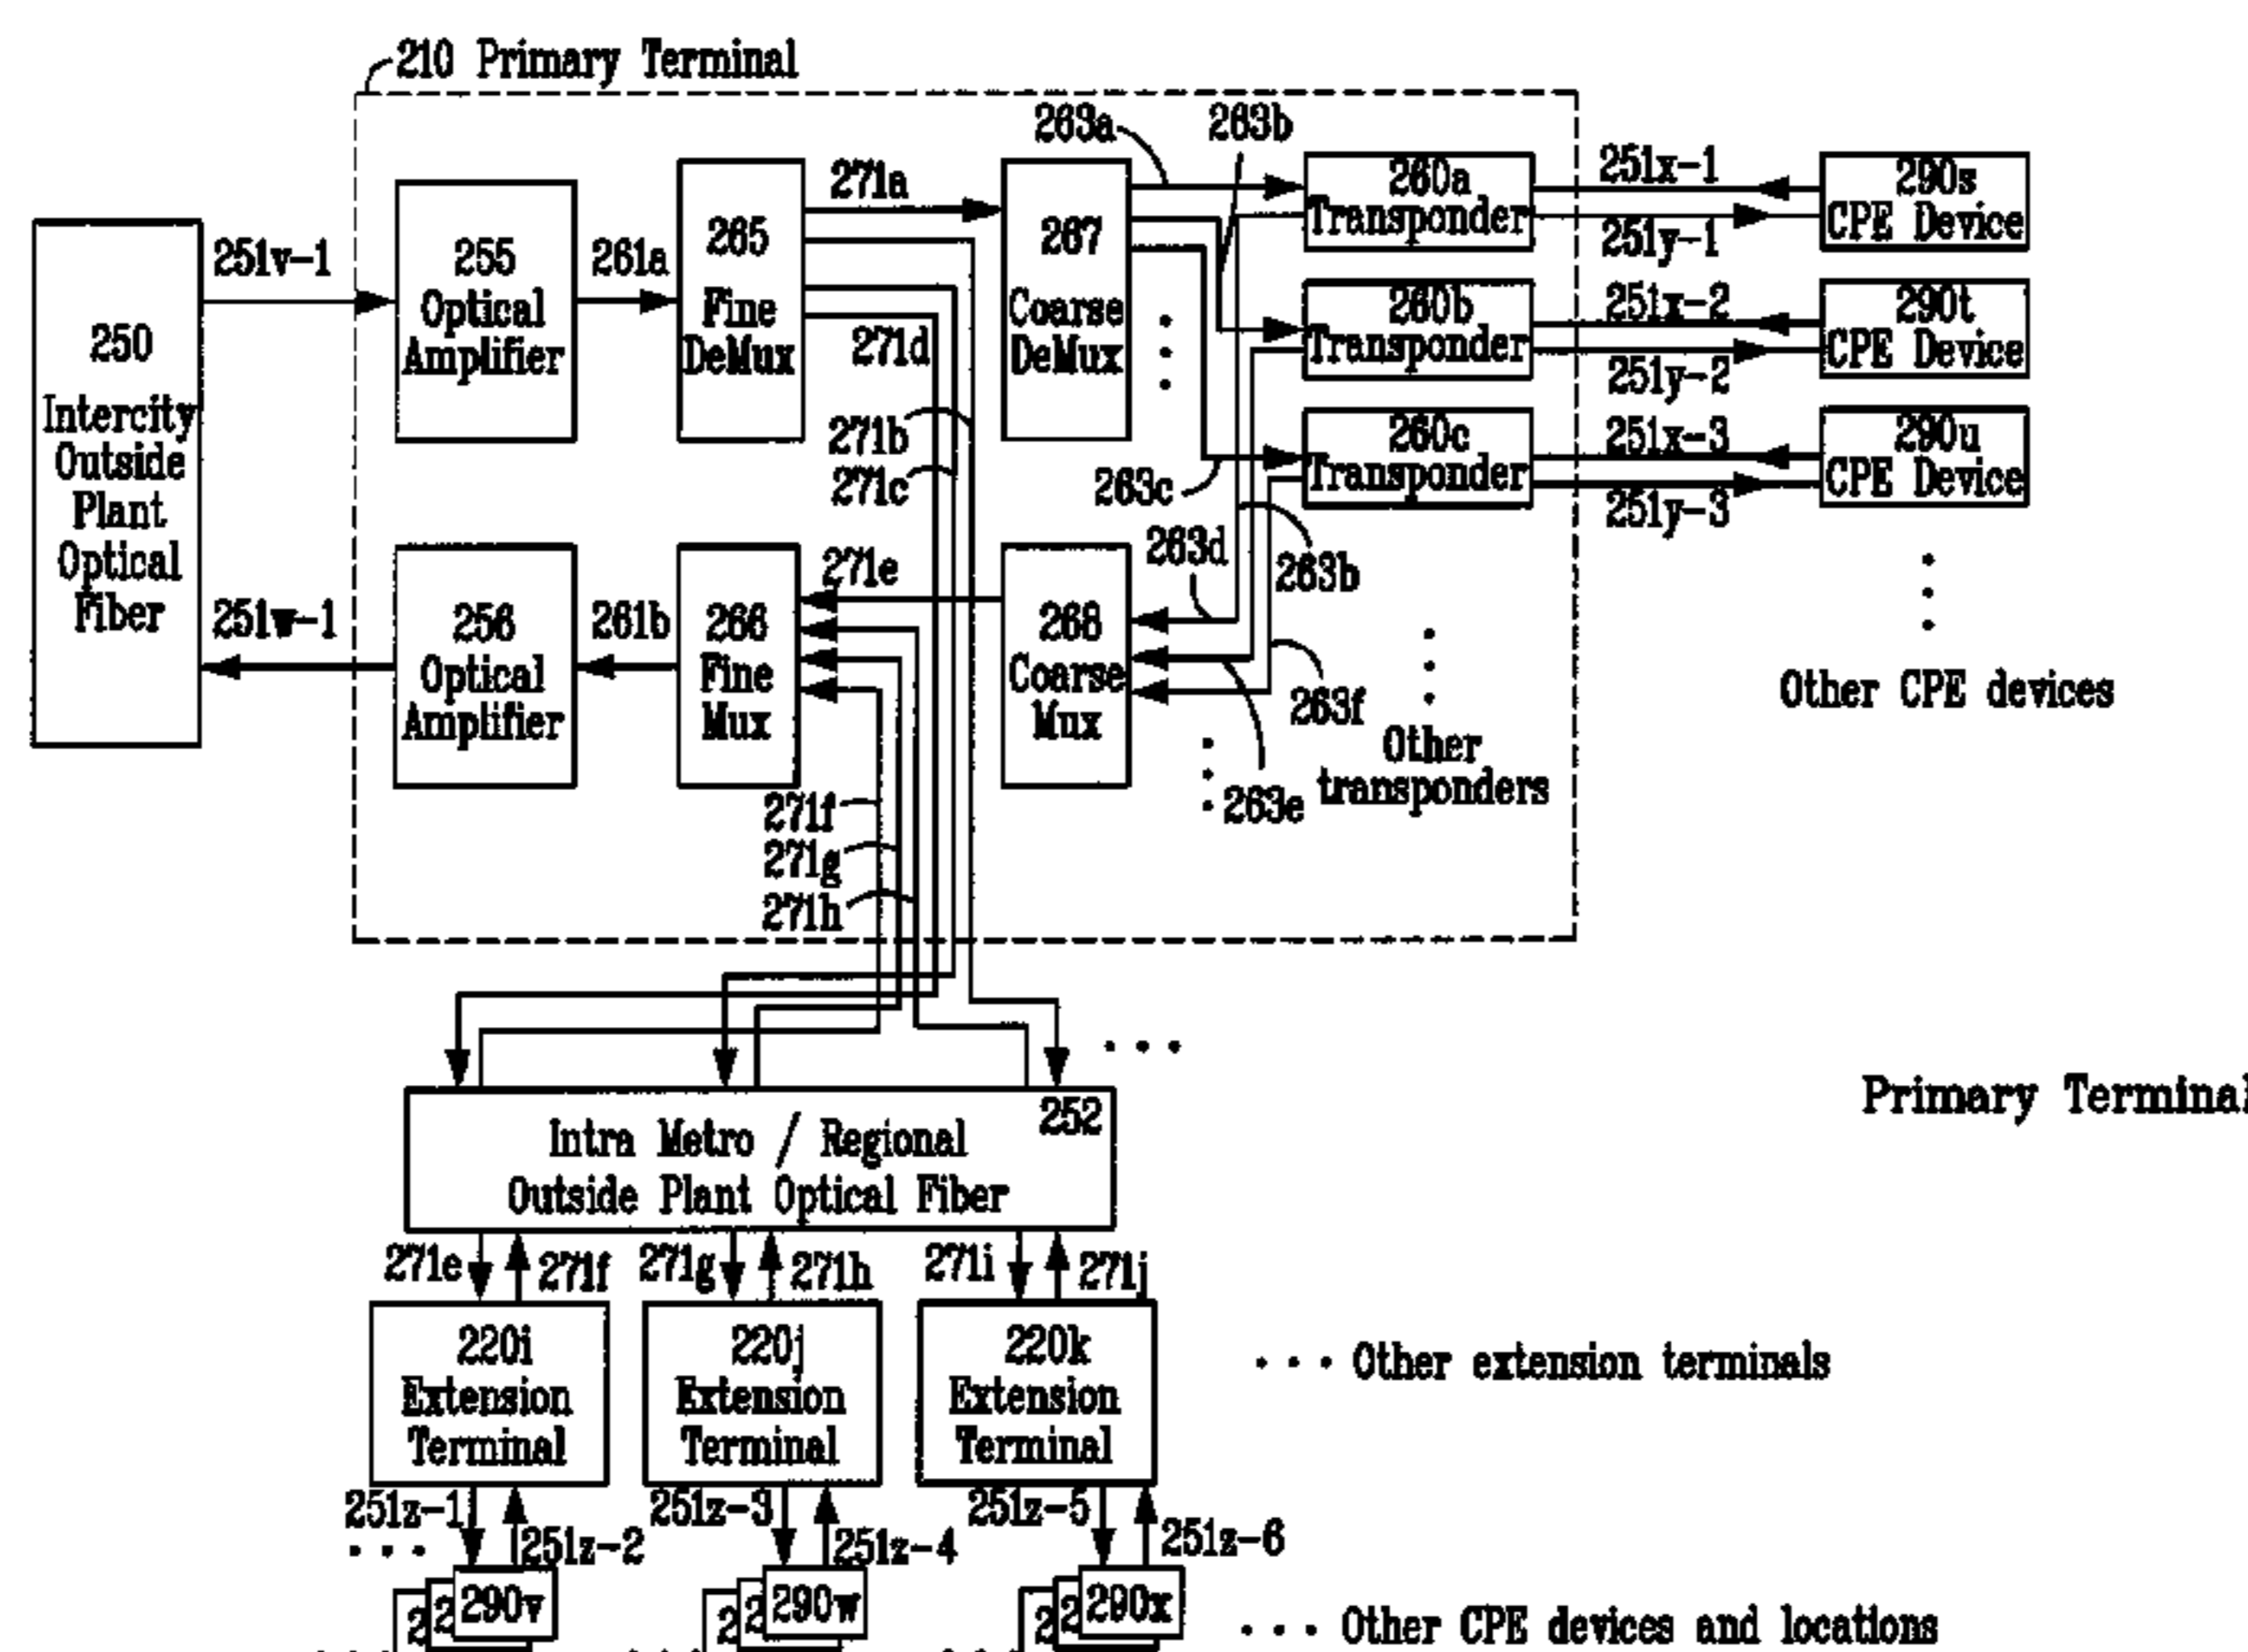 210 Primary Terminal
263a
263b
271a
260a
Transponder
251x-1
251y-1
290s
CPE Device
250
Intercity
Outside
Plant
Optical
Fiber
251v-1
255
Optical
Amplifier
261a
265
Fine
DeMux
267
Coarse
DeMux
271d
271b
271c
260b
Transponder
251x-2
251y-2
290t
CPE Device
263c
260c
Transponder
251x-3
251y-3
290u
CPE Device
251w-1
256
Optical
Amplifier
261b
266
Fine
Mux
271e
268
Coarse
Mux
263d
263b
263f
263e
Other
transponders
Other CPE devices
271f
271g
271h
252
Intra Metro / Regional
Outside Plant Optical Fiber
Primary Terminal
271e
271f
271g
271h
271i
271j
220i
Extension
Terminal
220j
Extension
Terminal
220k
Extension
Terminal
Other extension terminals
251z-1
251z-2
251z-3
251z-4
251z-5
251z-6
2
2
290v
2
2
290w
2
2
290x
Other CPE devices and locations